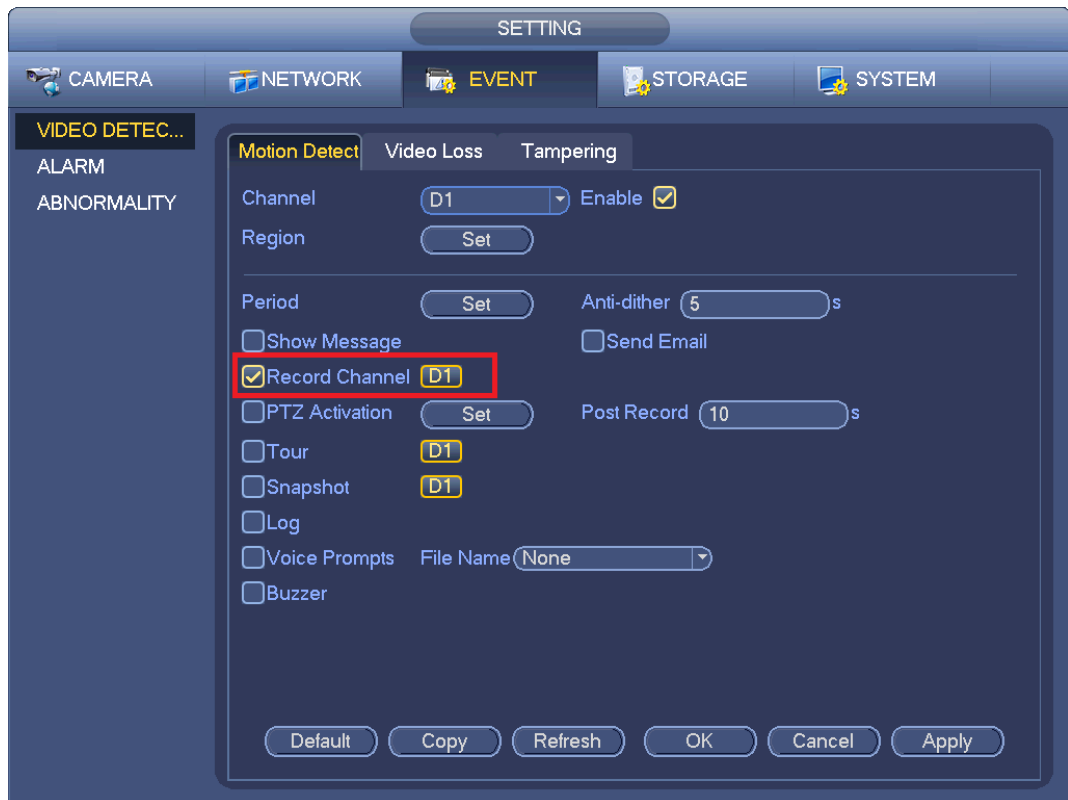 SETTING
CAMERA NETWORK EVENT STORAGE SYSTEM
VIDEO DETEC...
ALARM
ABNORMALITY
Motion Detect Video Loss Tampering
Channel D1 Enable
Region Set
Period Set Anti-dither 5 s
Show Message Send Email
Record Channel D1
PTZ Activation Set Post Record 10 s
Tour D1
Snapshot D1
Log
Voice Prompts File Name None
Buzzer
Default Copy Refresh OK Cancel Apply